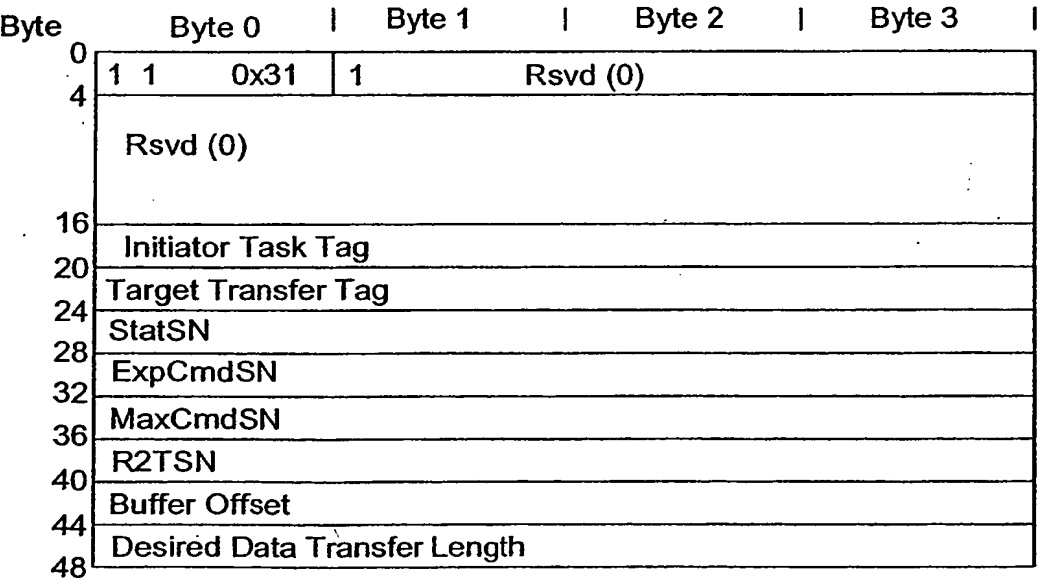 Byte Byte 0 | Byte 1 | Byte 2 | Byte 3 |
0
1 1 0x31 1 Rsvd (0)
4
Rsvd (0)
16
Initiator Task Tag
20
Target Transfer Tag
24
StatSN
28
ExpCmdSN
32
MaxCmdSN
36
R2TSN
40
Buffer Offset
44
Desired Data Transfer Length
48